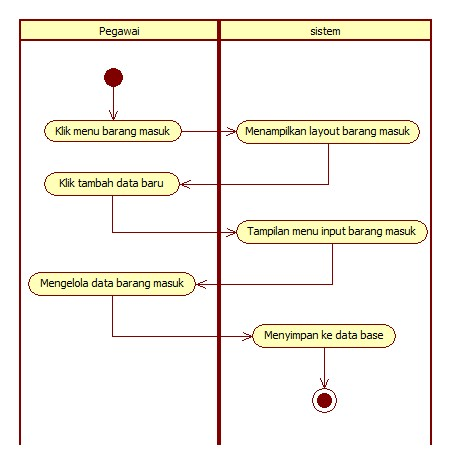 Pegawai
sistem
Klik menu barang masuk
Menampilkan layout barang masuk
Klik tambah data baru
Tampilan menu input barang masuk
Mengelola data barang masuk
Menyimpan ke data base